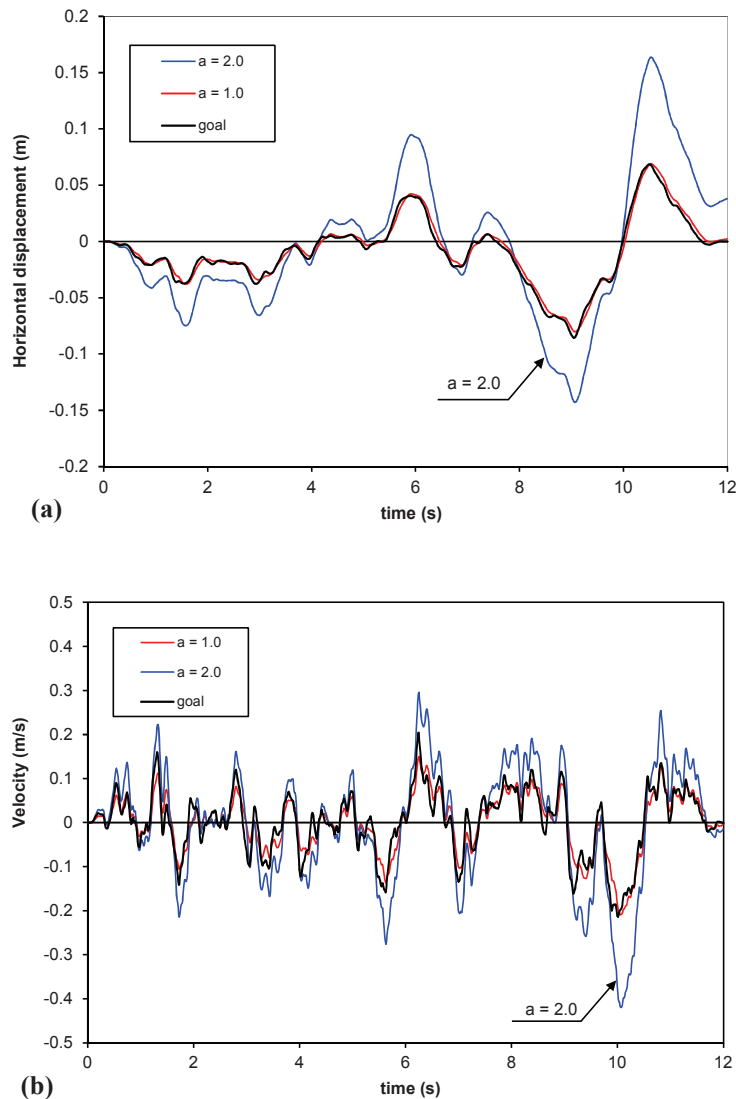 0.2
0.15
0.1
0.05
0
-0.05
-0.1
-0.15
-0.2
Horizontal displacement (m)
a = 2.0
a = 1.0
goal
a = 2.0
0 2 4 6 8 10 12
time (s)
(a)
0.5
0.4
0.3
0.2
0.1
0
-0.1
-0.2
-0.3
-0.4
-0.5
Velocity (m/s)
a = 1.0
a = 2.0
goal
a = 2.0
0 2 4 6 8 10 12
time (s)
(b)